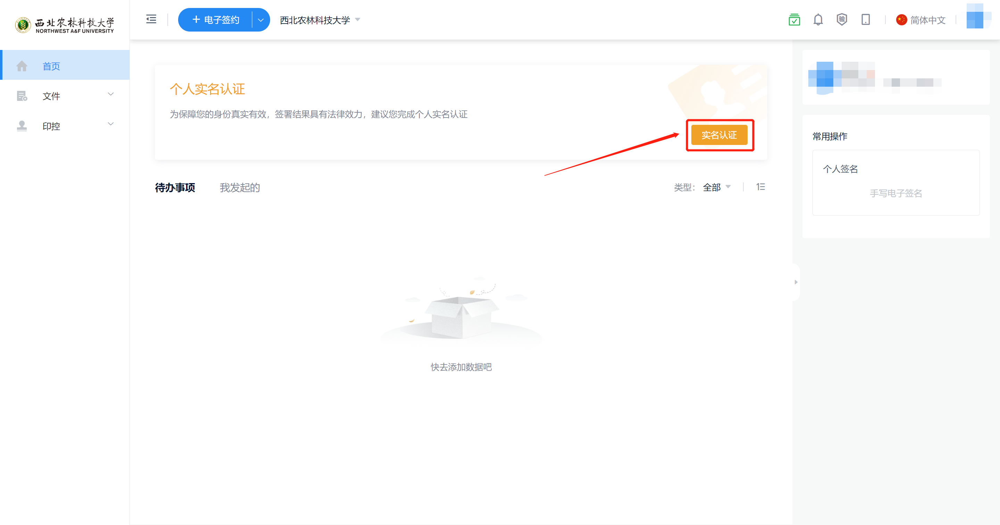 西北农林科技大学
NORTHWEST A&F UNIVERSITY
首页
文件
印控
电子签约
西北农林科技大学
验
简体中文
个人实名认证
为保障您的身份真实有效，签署结果具有法律效力，建议您完成个人实名认证
实名认证
待办事项 我发起的
类型： 全部
快去添加数据吧
常用操作
个人签名
手写电子签名